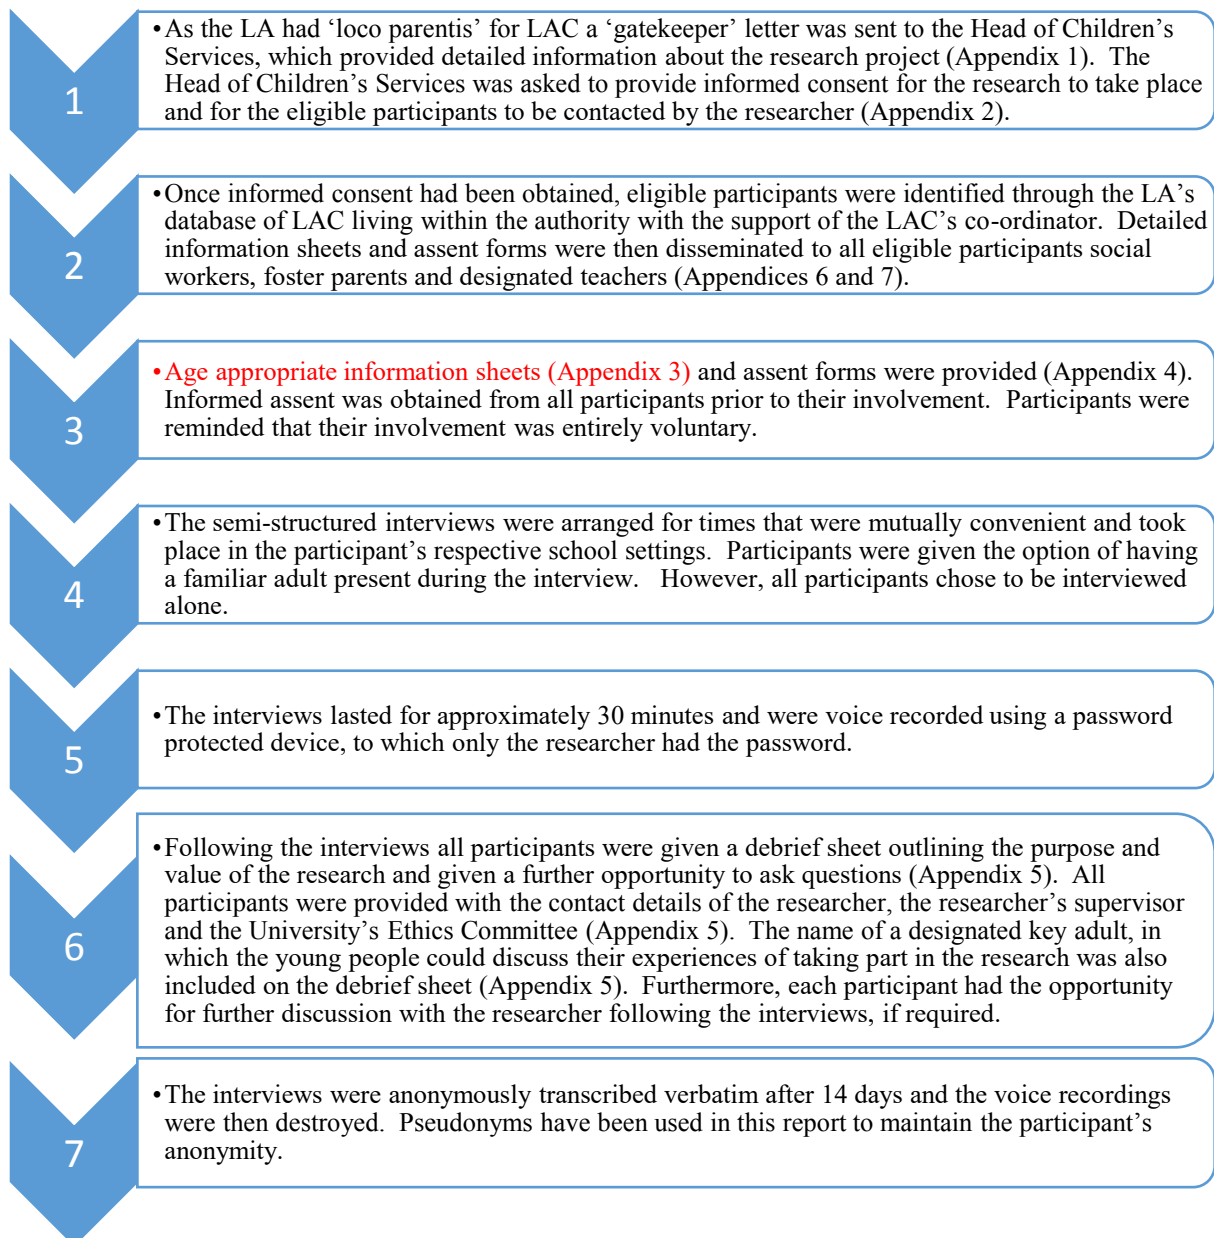 1
•As the LA had ‘loco parentis’ for LAC a ‘gatekeeper’ letter was sent to the Head of Children’s
Services, which provided detailed information about the research project (Appendix 1).  The
Head of Children’s Services was asked to provide informed consent for the research to take place
and for the eligible participants to be contacted by the researcher (Appendix 2).
2
•Once informed consent had been obtained, eligible participants were identified through the LA’s
database of LAC living within the authority with the support of the LAC’s co-ordinator.  Detailed
information sheets and assent forms were then disseminated to all eligible participants social
workers, foster parents and designated teachers (Appendices 6 and 7).
3
•Age appropriate information sheets (Appendix 3) and assent forms were provided (Appendix 4).
Informed assent was obtained from all participants prior to their involvement.  Participants were
reminded that their involvement was entirely voluntary.
4
•The semi-structured interviews were arranged for times that were mutually convenient and took
place in the participant’s respective school settings.  Participants were given the option of having
a familiar adult present during the interview.   However, all participants chose to be interviewed
alone.
5
•The interviews lasted for approximately 30 minutes and were voice recorded using a password
protected device, to which only the researcher had the password.
6
•Following the interviews all participants were given a debrief sheet outlining the purpose and
value of the research and given a further opportunity to ask questions (Appendix 5).  All
participants were provided with the contact details of the researcher, the researcher’s supervisor
and the University’s Ethics Committee (Appendix 5).  The name of a designated key adult, in
which the young people could discuss their experiences of taking part in the research was also
included on the debrief sheet (Appendix 5).  Furthermore, each participant had the opportunity
for further discussion with the researcher following the interviews, if required.
7
•The interviews were anonymously transcribed verbatim after 14 days and the voice recordings
were then destroyed.  Pseudonyms have been used in this report to maintain the participant’s
anonymity.